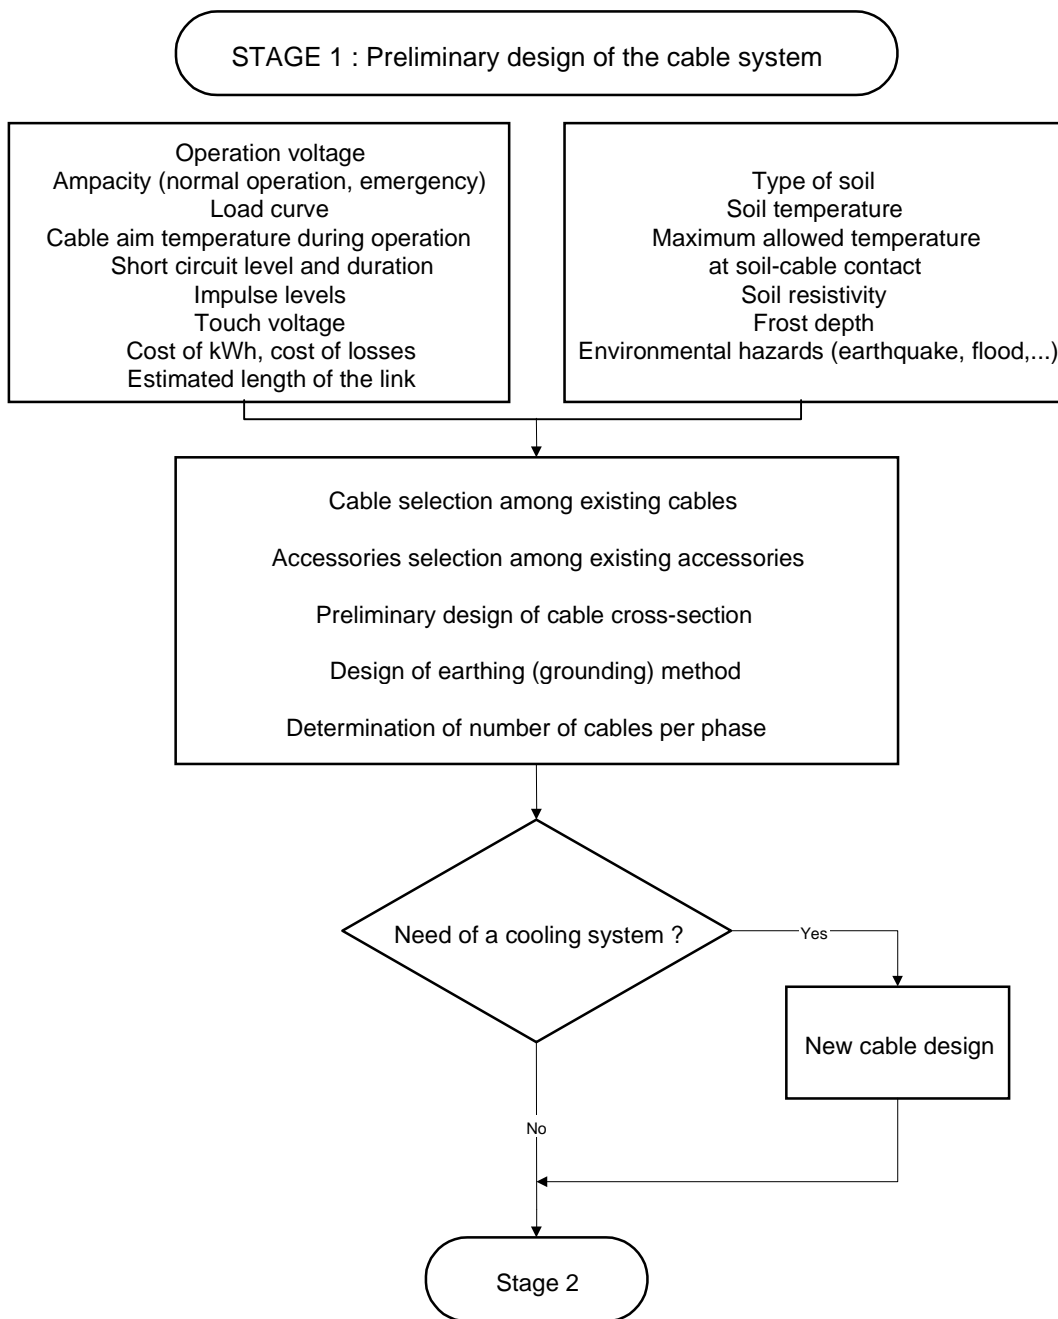 STAGE 1 : Preliminary design of the cable system
Operation voltage
Ampacity (normal operation, emergency)
Load curve
Cable aim temperature during operation
Short circuit level and duration
Impulse levels
Touch voltage
Cost of kWh, cost of losses
Estimated length of the link
Type of soil
Soil temperature
Maximum allowed temperature
at soil-cable contact
Soil resistivity
Frost depth
Environmental hazards (earthquake, flood,...)
Cable selection among existing cables
Accessories selection among existing accessories
Preliminary design of cable cross-section
Design of earthing (grounding) method
Determination of number of cables per phase
Need of a cooling system ?
Yes
New cable design
No
Stage 2